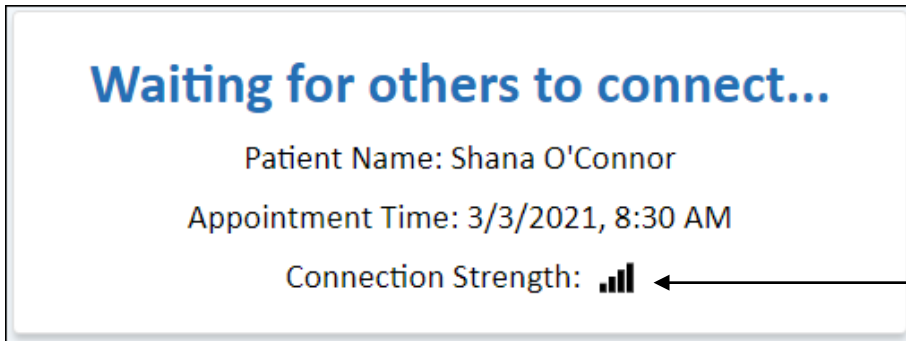 Waiting for others to connect...
Patient Name: Shana O'Connor
Appointment Time: 3/3/2021, 8:30 AM
Connection Strength: